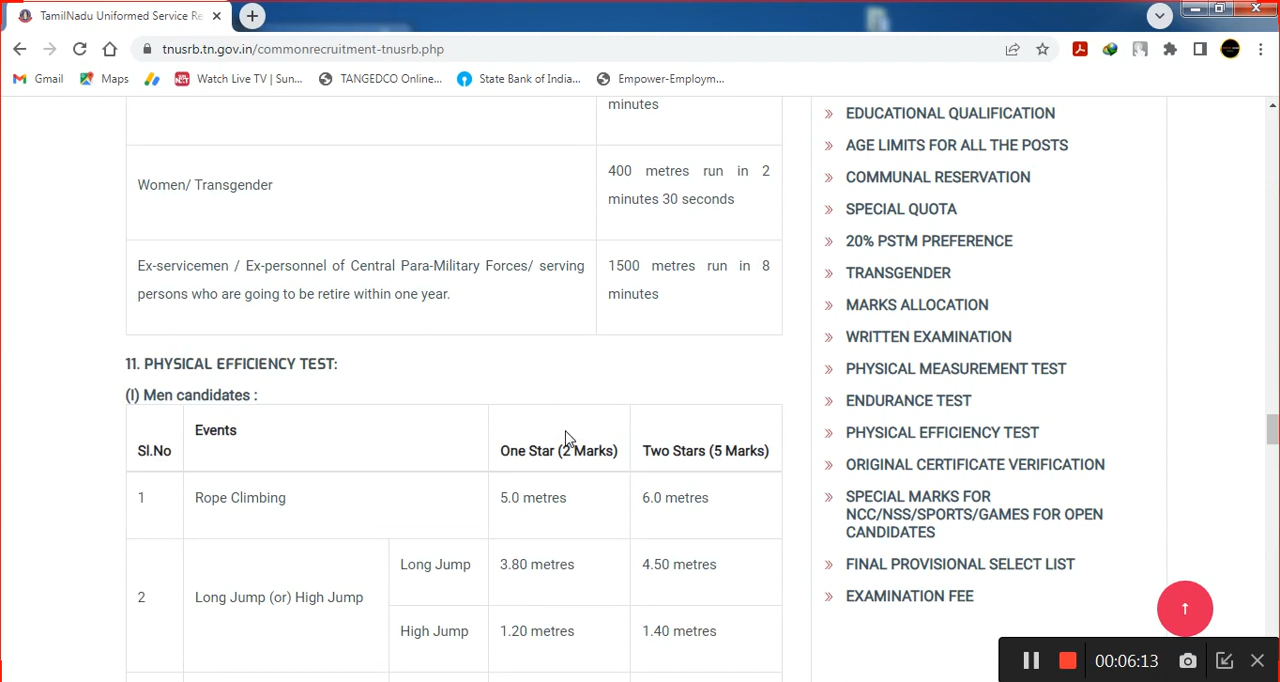 TamilNadu Uniformed Service Re
tnusrb.tn.gov.in/commonrecruitment-tnusrb.php
Gmail
Maps
Watch Live TV | Sun...
TANGEDCO Online...
State Bank of India...
Empower-Employm...
minutes
Women/ Transgender
400 metres run in 2
minutes 30 seconds
Ex-servicemen / Ex-personnel of Central Para-Military Forces/ serving
persons who are going to be retire within one year.
1500 metres run in 8
minutes
11. PHYSICAL EFFICIENCY TEST:
(I) Men candidates :
Sl.No
Events
One Star (2 Marks)
Two Stars (5 Marks)
1
Rope Climbing
5.0 metres
6.0 metres
2
Long Jump (or) High Jump
Long Jump
3.80 metres
4.50 metres
High Jump
1.20 metres
1.40 metres
EDUCATIONAL QUALIFICATION
AGE LIMITS FOR ALL THE POSTS
COMMUNAL RESERVATION
SPECIAL QUOTA
20% PSTM PREFERENCE
TRANSGENDER
MARKS ALLOCATION
WRITTEN EXAMINATION
PHYSICAL MEASUREMENT TEST
ENDURANCE TEST
PHYSICAL EFFICIENCY TEST
ORIGINAL CERTIFICATE VERIFICATION
SPECIAL MARKS FOR
NCC/NSS/SPORTS/GAMES FOR OPEN
CANDIDATES
FINAL PROVISIONAL SELECT LIST
EXAMINATION FEE
00:06:13